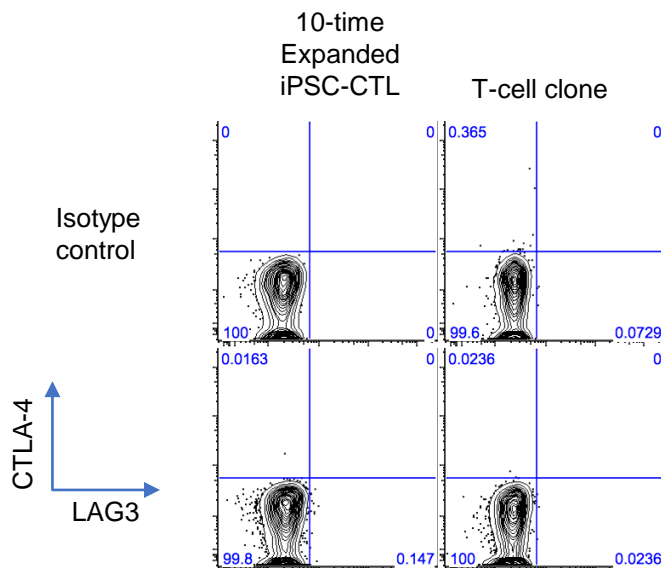 10-time
Expanded
iPSC-CTL
T-cell clone
Isotype
control
0
0
100
0
0.365
0
99.6
0.0729
CTLA-4
LAG3
0.0163
0
99.8
0.147
0.0236
0
100
0.0236